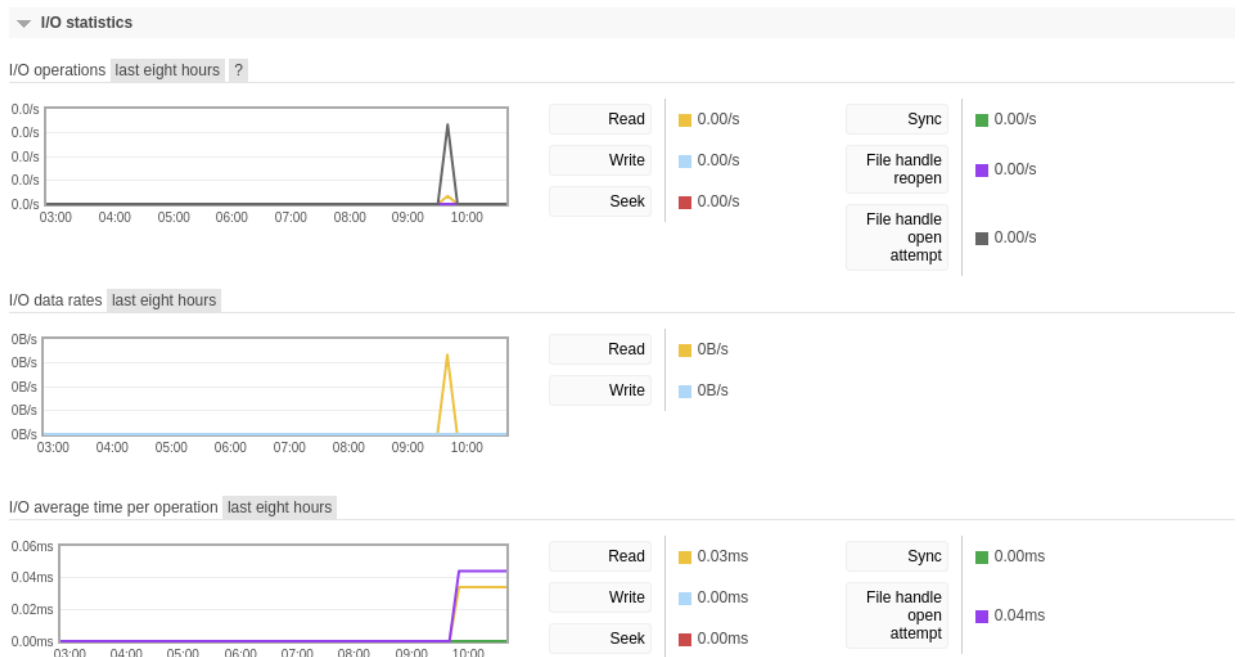 I/O statistics
I/O operations last eight hours ?
0.0/s
0.0/s
0.0/s
0.0/s
0.0/s
03:00 04:00 05:00 06:00 07:00 08:00 09:00 10:00
Read 0.00/s
Write 0.00/s
Seek 0.00/s
Sync 0.00/s
File handle
reopen
0.00/s
File handle
open
attempt
0.00/s
I/O data rates last eight hours
0B/s
0B/s
0B/s
0B/s
0B/s
03:00 04:00 05:00 06:00 07:00 08:00 09:00 10:00
Read 0B/s
Write 0B/s
I/O average time per operation last eight hours
0.06ms
0.04ms
0.02ms
0.00ms
03:00 04:00 05:00 06:00 07:00 08:00 09:00 10:00
Read 0.03ms
Write 0.00ms
Seek 0.00ms
Sync 0.00ms
File handle
open
attempt
0.04ms